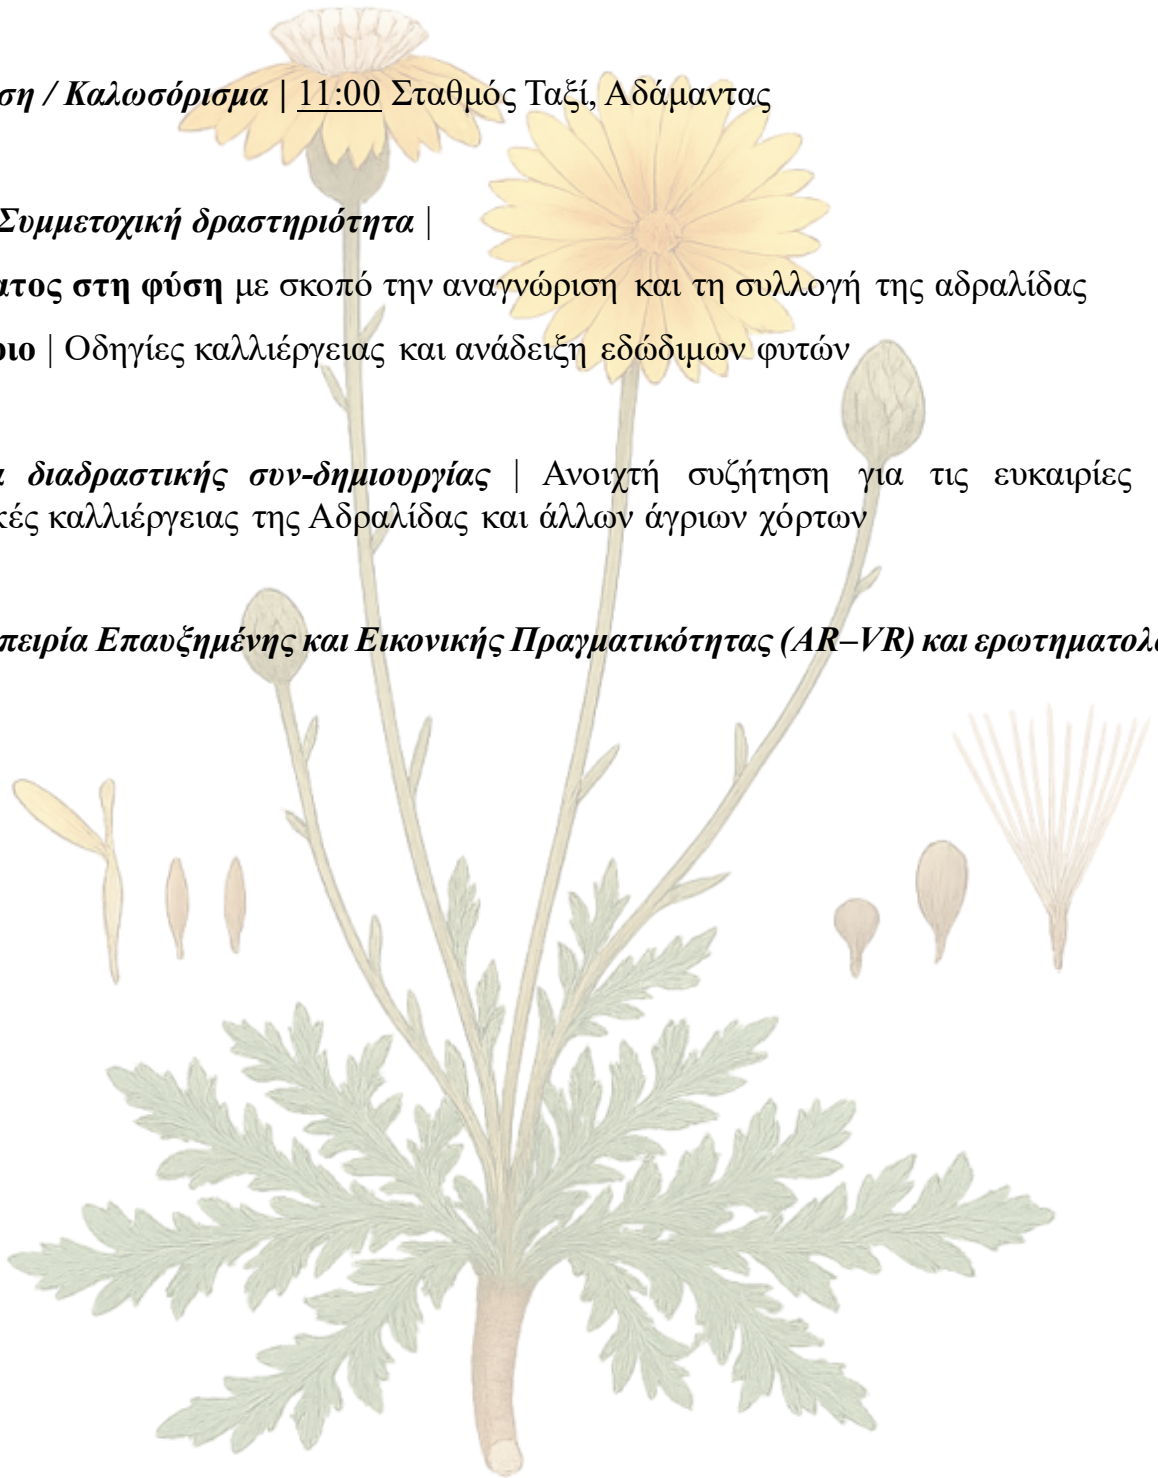 ση / Καλωσόρισμα | 11:00 Σταθμός Ταξί, Αδάμαντας
Συμμετοχική δραστηριότητα |
ατος στη φύση με σκοπό την αναγνώριση και τη συλλογή της αδραλίδας
ριο | Οδηγίες καλλιέργειας και ανάδειξη εδώδιμων φυτών
α διαδραστικής συν-δημιουργίας | Ανοιχτή συζήτηση για τις ευκαιρίες
κές καλλιέργειας της Αδραλίδας και άλλων άγριων χόρτων
πειρία Επαυξημένης και Εικονικής Πραγματικότητας (AR–VR) και ερωτηματολ